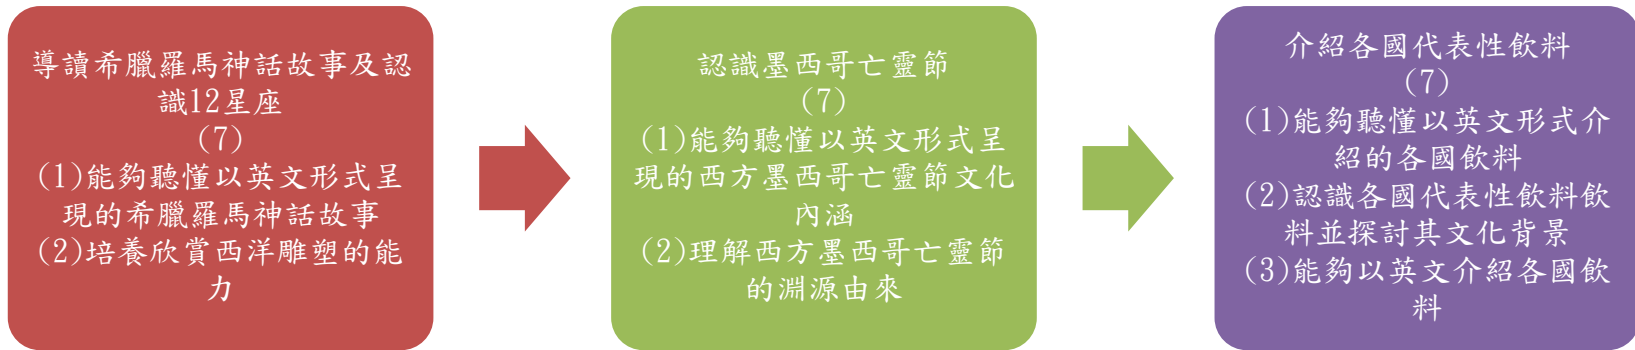 導讀希臘羅馬神話故事及認
識12星座
(7)
(1)能夠聽懂以英文形式呈
現的希臘羅馬神話故事
(2)培養欣賞西洋雕塑的能
力
認識墨西哥亡靈節
(7)
(1)能夠聽懂以英文形式呈
現的西方墨西哥亡靈節文化
內涵
(2)理解西方墨西哥亡靈節
的淵源由來
介紹各國代表性飲料
(7)
(1)能夠聽懂以英文形式介
紹的各國飲料
(2)認識各國代表性飲料飲
料並探討其文化背景
(3)能夠以英文介紹各國飲
料